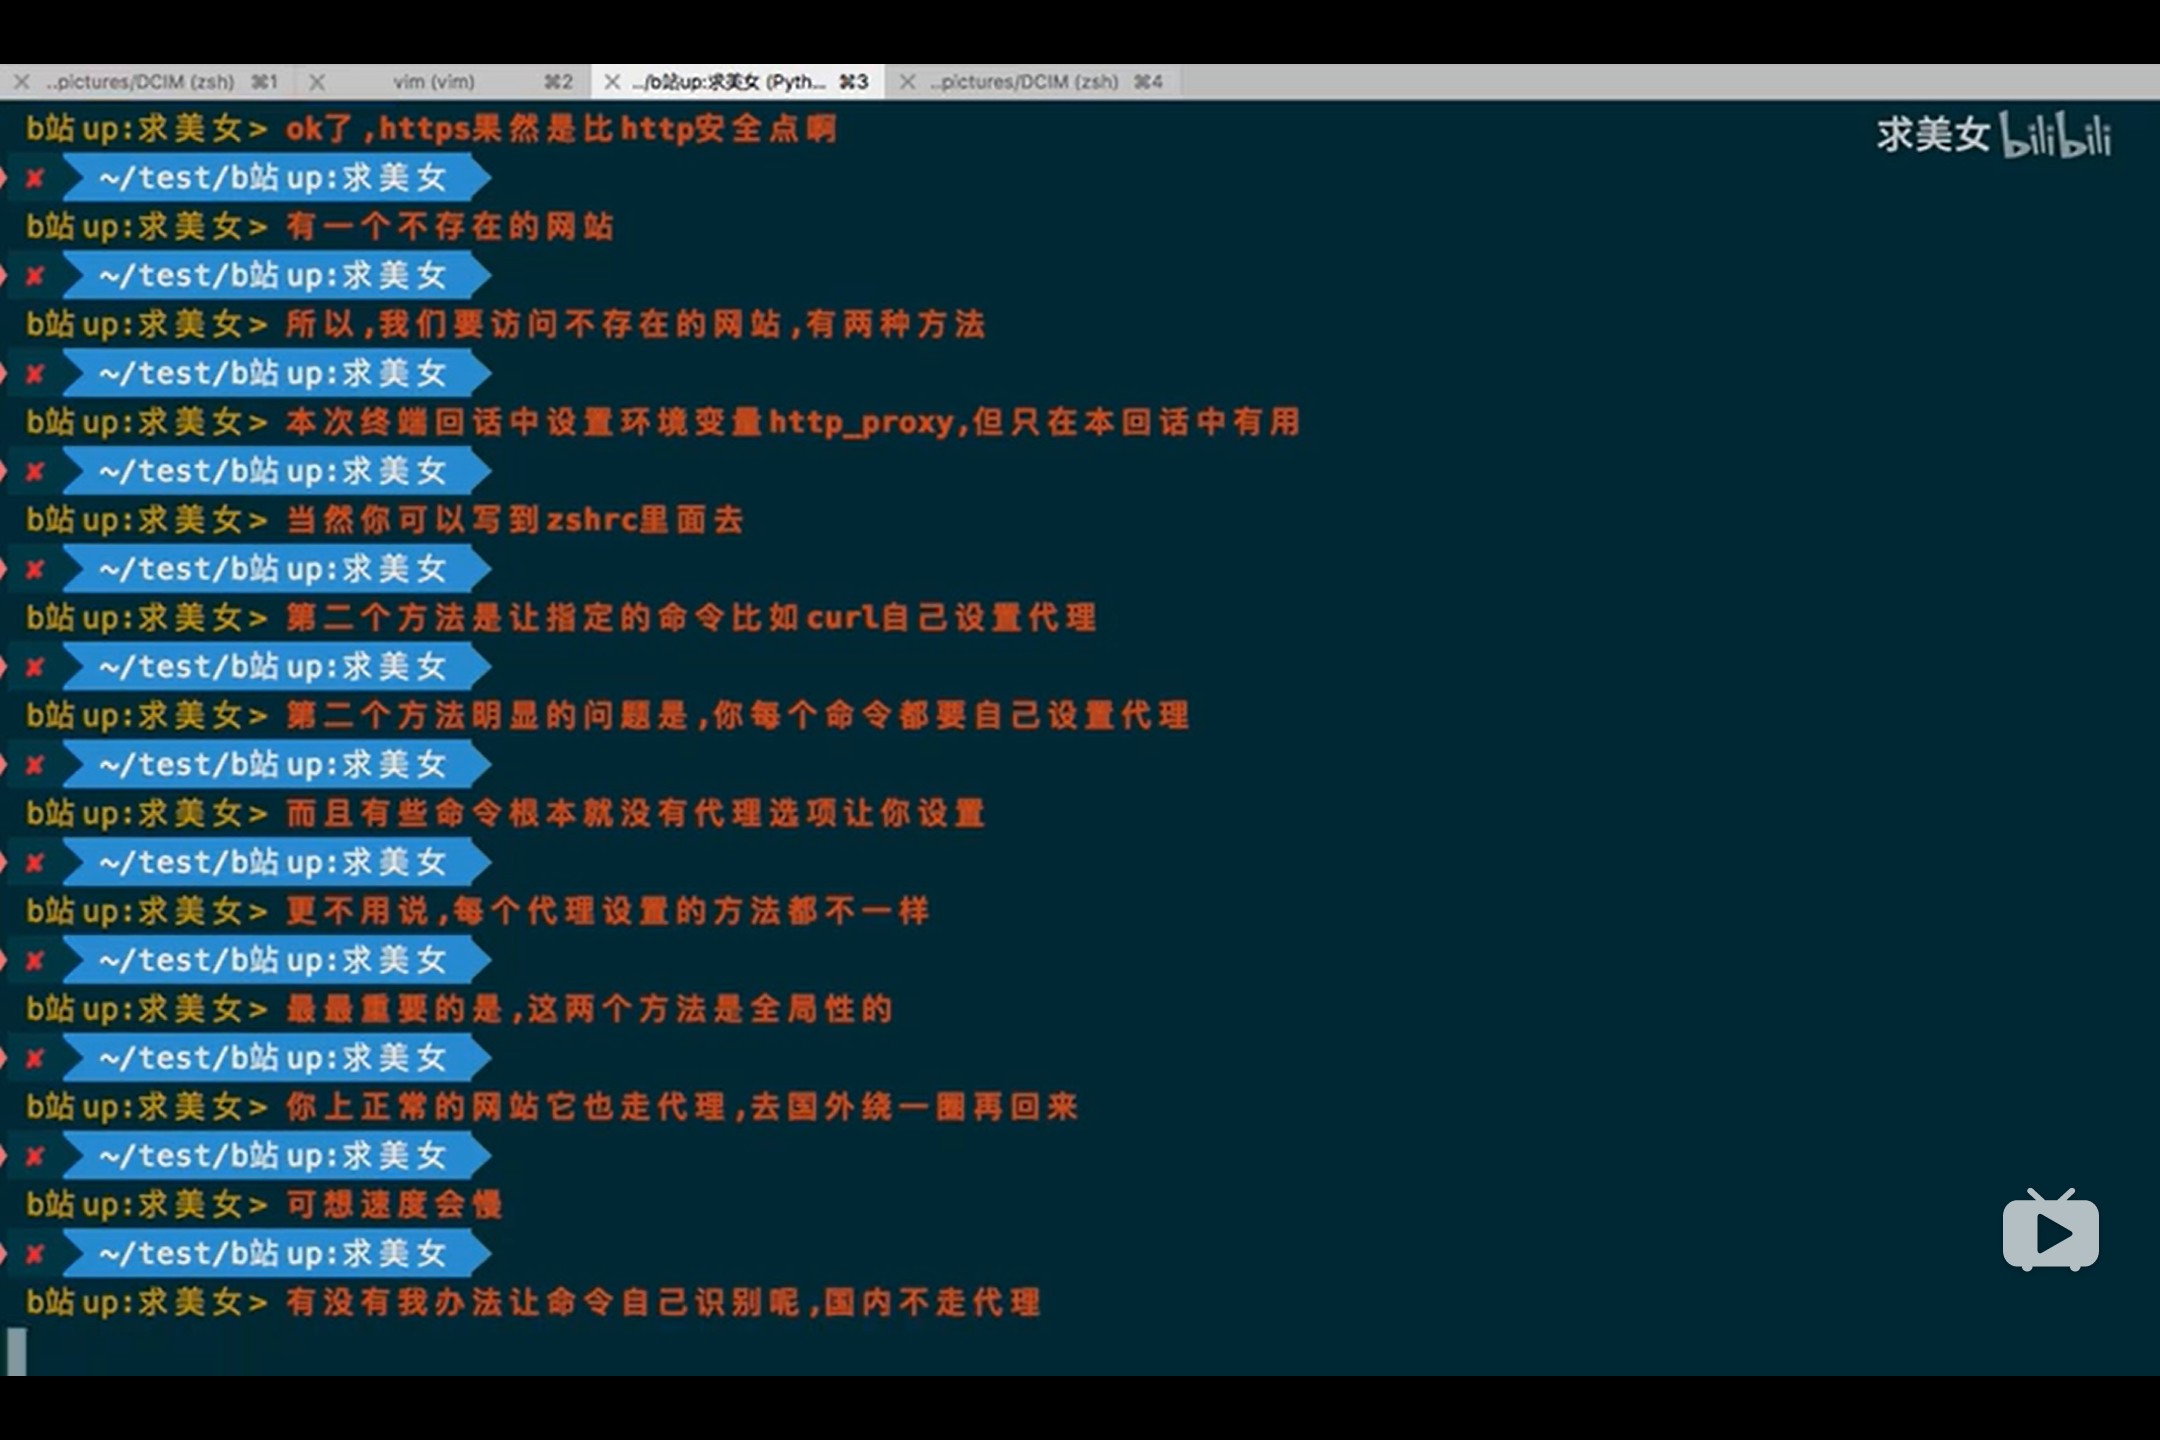 ..pictures/DCIM (zsh) ⌘1 vim (vim) ⌘2 ../b站up:求美女 (Pyth... ⌘3 ..pictures/DCIM (zsh) ⌘4
b站up:求美女> ok了,https果然是比http安全点啊
求美女 bilibili
✘ ~/test/b站up:求美女
b站up:求美女> 有一个不存在的网站
✘ ~/test/b站up:求美女
b站up:求美女> 所以,我们要访问不存在的网站,有两种方法
✘ ~/test/b站up:求美女
b站up:求美女> 本次终端回话中设置环境变量http_proxy,但只在本回话中有用
✘ ~/test/b站up:求美女
b站up:求美女> 当然你可以写到zshrc里面去
✘ ~/test/b站up:求美女
b站up:求美女> 第二个方法是让指定的命令比如curl自己设置代理
✘ ~/test/b站up:求美女
b站up:求美女> 第二个方法明显的问题是,你每个命令都要自己设置代理
✘ ~/test/b站up:求美女
b站up:求美女> 而且有些命令根本就没有代理选项让你设置
✘ ~/test/b站up:求美女
b站up:求美女> 更不用说,每个代理设置的方法都不一样
✘ ~/test/b站up:求美女
b站up:求美女> 最最重要的是,这两个方法是全局性的
✘ ~/test/b站up:求美女
b站up:求美女> 你上正常的网站它也走代理,去国外绕一圈再回来
✘ ~/test/b站up:求美女
b站up:求美女> 可想速度会慢
✘ ~/test/b站up:求美女
b站up:求美女> 有没有我办法让命令自己识别呢,国内不走代理